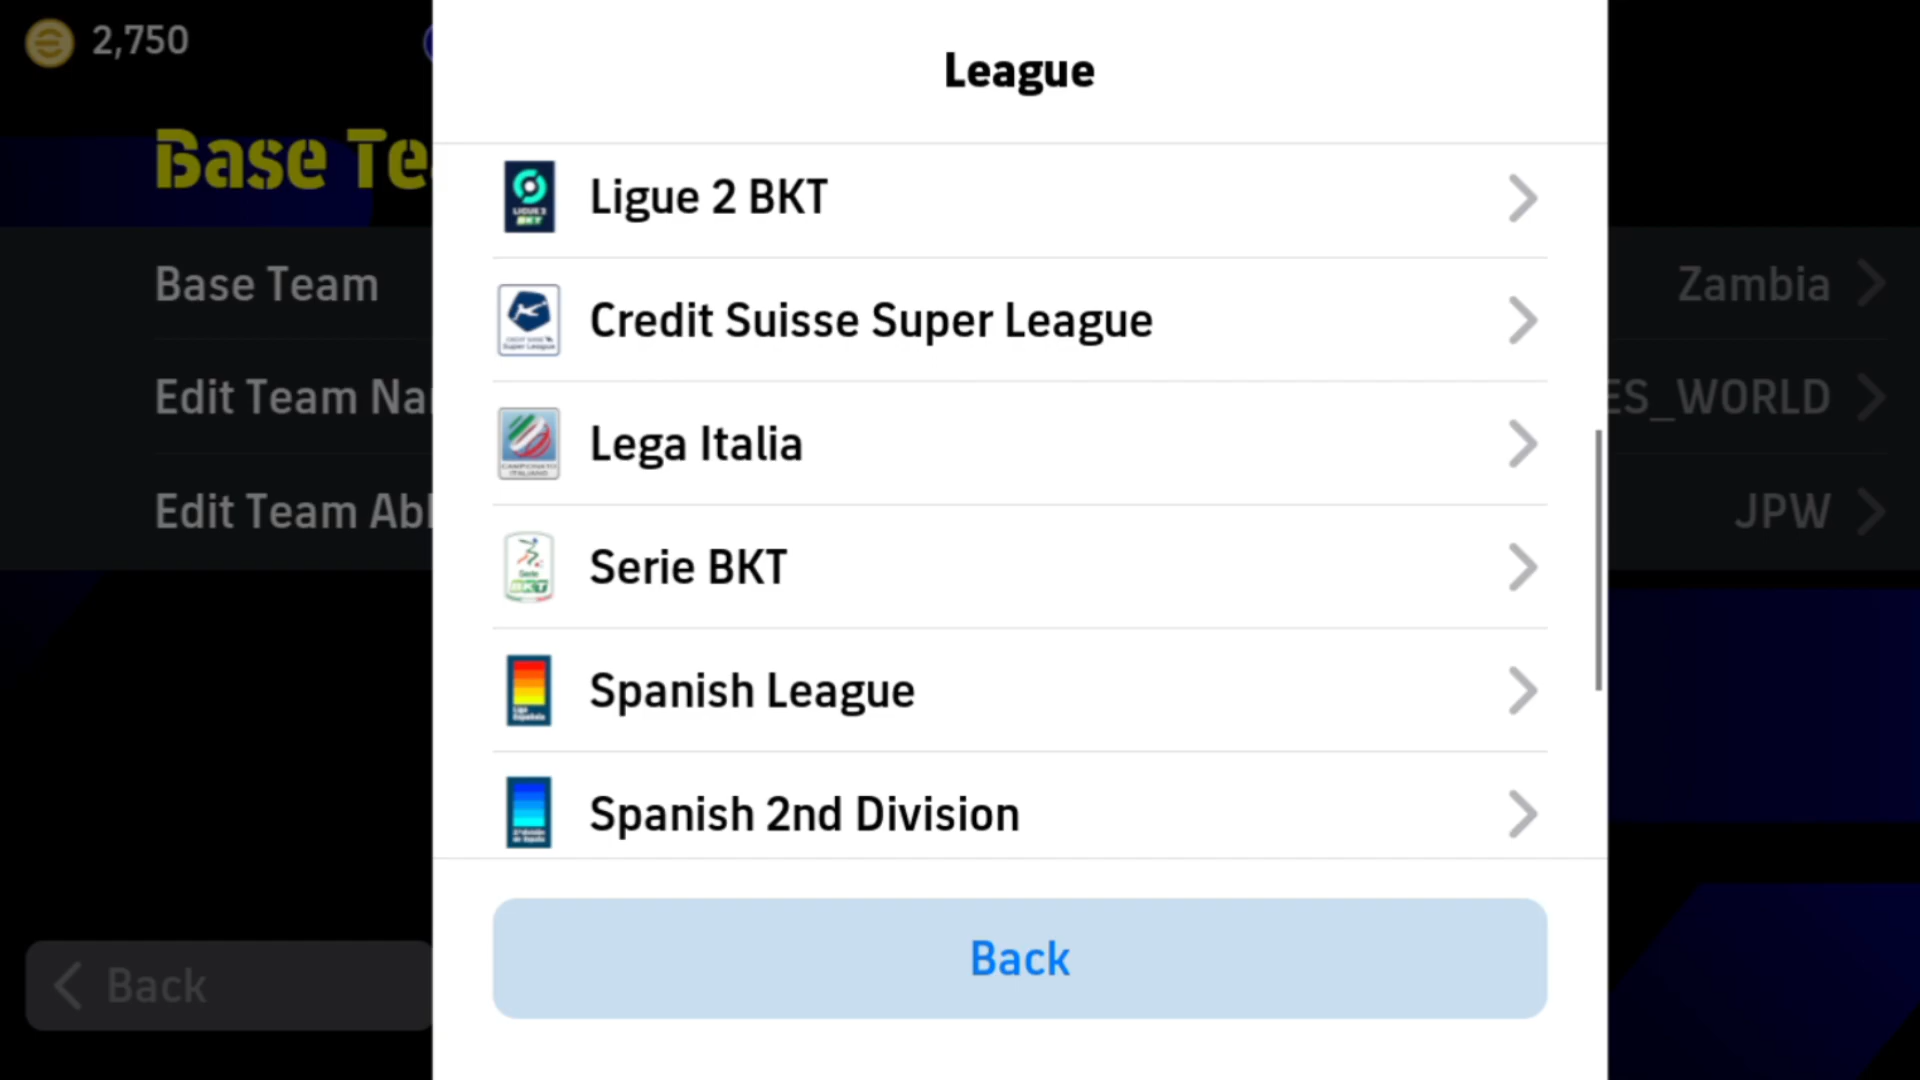 2,750
League
Base Te
Ligue 2 BKT
Base Team
Zambia
Credit Suisse Super League
Edit Team Na
ES_WORLD
Lega Italia
Edit Team Ab
JPW
Serie BKT
Spanish League
Spanish 2nd Division
Back
Back